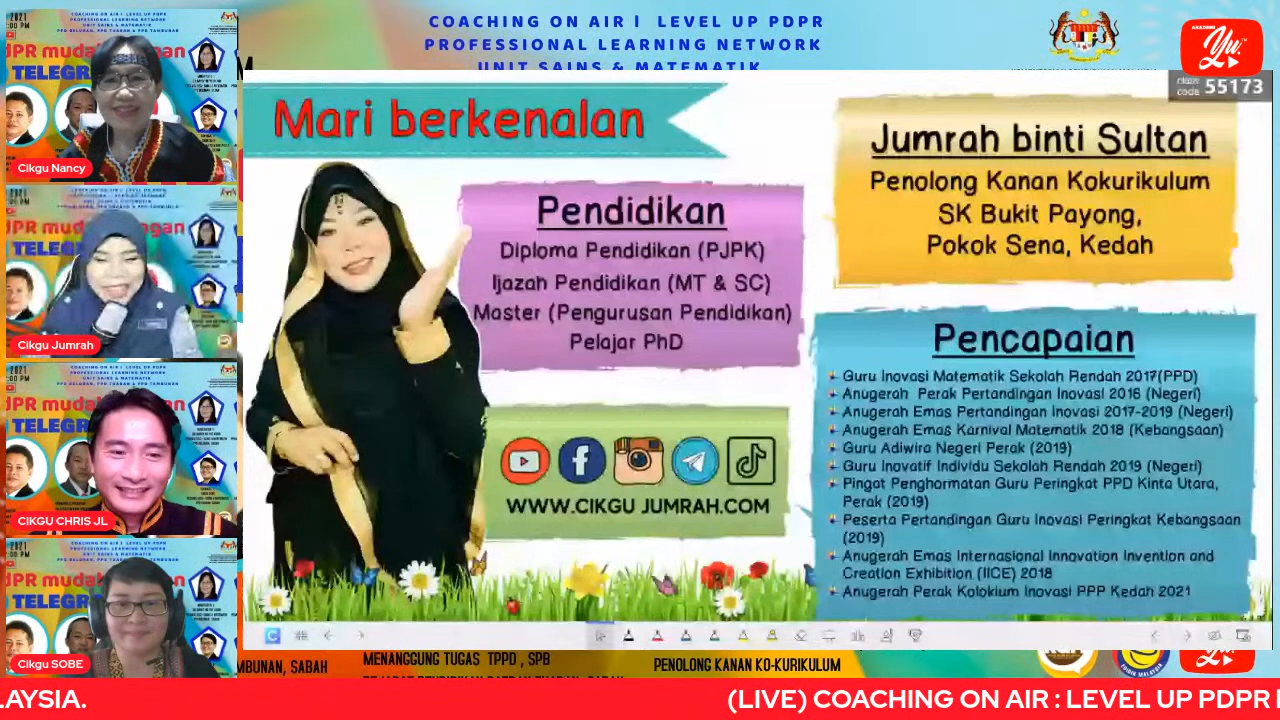 COACHING ON AIR | LEVEL UP PDPR
PROFESSIONAL LEARNING NETWORK
UNIT SAINS & MATEMATIK
class code 55173
Mari berkenalan
Pendidikan
Diploma Pendidikan (PJPK)
Ijazah Pendidikan (MT & SC)
Master (Pengurusan Pendidikan)
Pelajar PhD
WWW.CIKGU JUMRAH.COM
Jumrah binti Sultan
Penolong Kanan Kokurikulum
SK Bukit Payong,
Pokok Sena, Kedah
Pencapaian
Guru Inovasi Matematik Sekolah Rendah 2017(PPD)
Anugerah Perak Pertandingan Inovasi 2016 (Negeri)
Anugerah Emas Pertandingan Inovasi 2017-2019 (Negeri)
Anugerah Emas Karnival Matematik 2018 (Kebangsaan)
Guru Adiwira Negeri Perak (2019)
Guru Inovatif Individu Sekolah Rendah 2019 (Negeri)
Pingat Penghormatan Guru Peringkat PPD Kinta Utara,
Perak (2019)
Peserta Pertandingan Guru Inovasi Peringkat Kebangsaan
(2019)
Anugerah Emas Internasional Innovation Invention and
Creation Exhibition (IICE) 2018
Anugerah Perak Kolokium Inovasi PPP Kedah 2021
Cikgu Nancy
Cikgu Jumrah
CIKGU CHRIS JL
Cikgu SOBE
MBUNAN, SABAH
MENANGGUNG TUGAS TPPD , SPB
PENOLONG KANAN KO-KURIKULUM
LAYSIA.
(LIVE) COACHING ON AIR : LEVEL UP PDPR